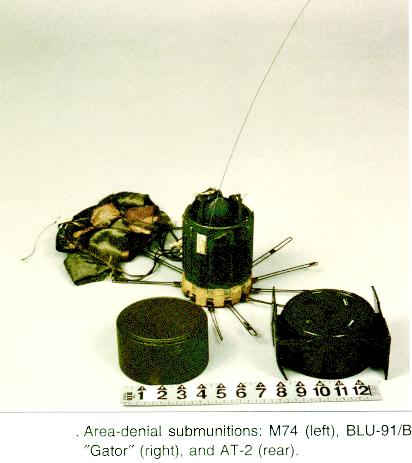 1 2 3 4 5 6 7 8 9 10 11 12
. Area-denial submunitions: M74 (left), BLU-91/B
"Gator" (right), and AT-2 (rear).